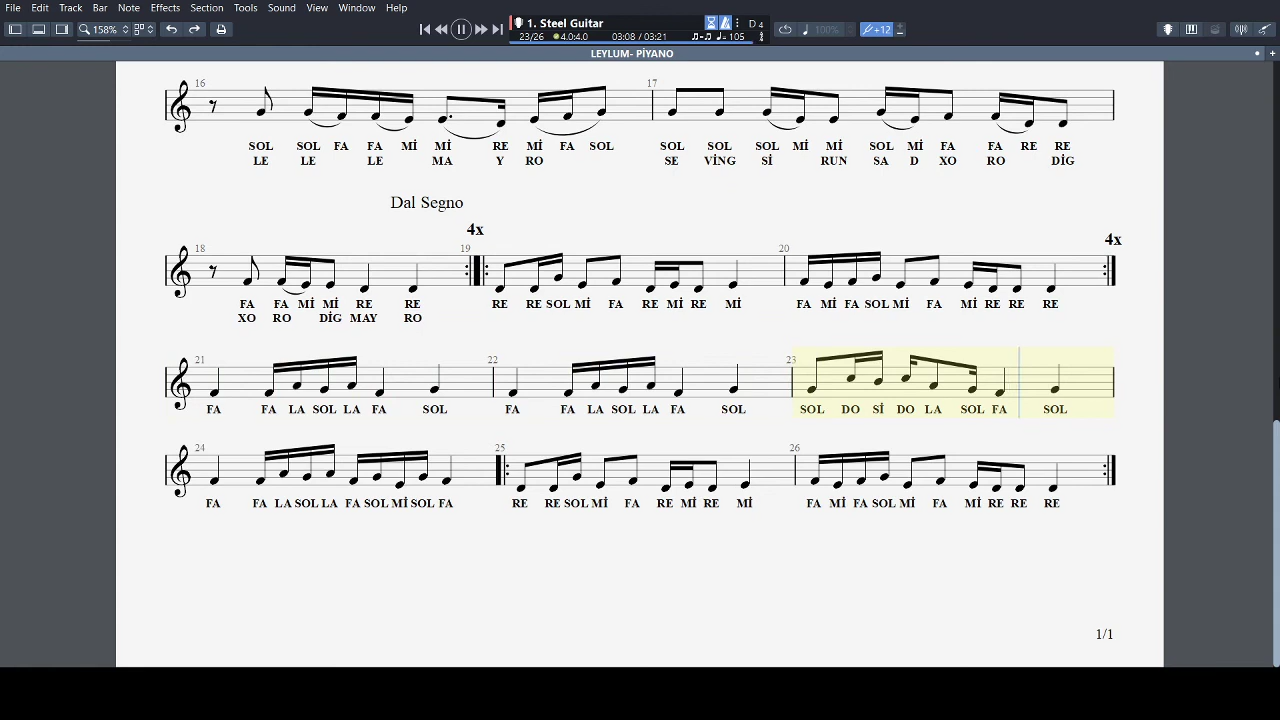 File Edit Track Bar Note Effects Section Tools Sound View Window Help
158% 1. Steel Guitar D 4
23/26 4.0:4.0 03:08 / 03:21 = 105 100% +12
LEYLUM- PİYANO
16 17
SOL SOL FA FA Mİ Mİ RE Mİ FA SOL SOL SOL SOL Mİ Mİ SOL Mİ FA FA RE RE
LE LE LE MA Y RO SE VİNG Sİ RUN SA D XO RO DİG
Dal Segno
4x 4x
18 19 20
FA FA Mİ Mİ RE RE RE RE SOL Mİ FA RE Mİ RE Mİ FA Mİ FA SOL Mİ FA Mİ RE RE RE
XO RO DİG MAY RO
21 22 23
FA FA LA SOL LA FA SOL FA FA LA SOL LA FA SOL SOL DO Sİ DO LA SOL FA SOL
24 25 26
FA FA LA SOL LA FA SOL Mİ SOL FA RE RE SOL Mİ FA RE Mİ RE Mİ FA Mİ FA SOL Mİ FA Mİ RE RE RE
1/1